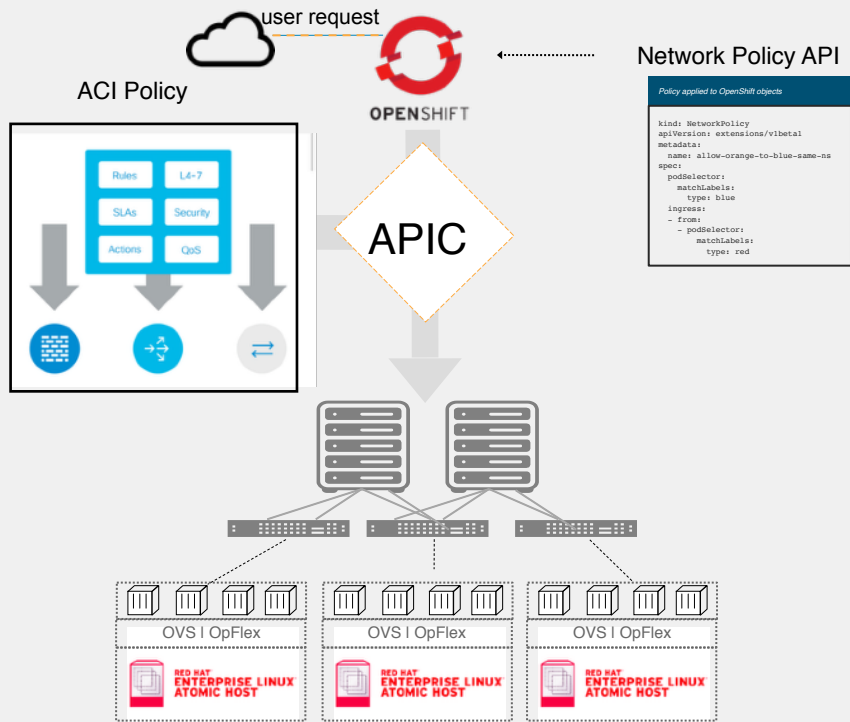 user request
OPENSHIFT
Network Policy API
Policy applied to OpenShift objects
kind: NetworkPolicy
apiVersion: extensions/v1beta1
metadata:
  name: allow-orange-to-blue-same-ns
spec:
  podSelector:
    matchLabels:
      type: blue
  ingress:
  - from:
    - podSelector:
        matchLabels:
          type: red
ACI Policy
Rules
L4-7
SLAs
Security
Actions
QoS
APIC
OVS | OpFlex
OVS | OpFlex
OVS | OpFlex
RED HAT
ENTERPRISE LINUX
ATOMIC HOST
RED HAT
ENTERPRISE LINUX
ATOMIC HOST
RED HAT
ENTERPRISE LINUX
ATOMIC HOST